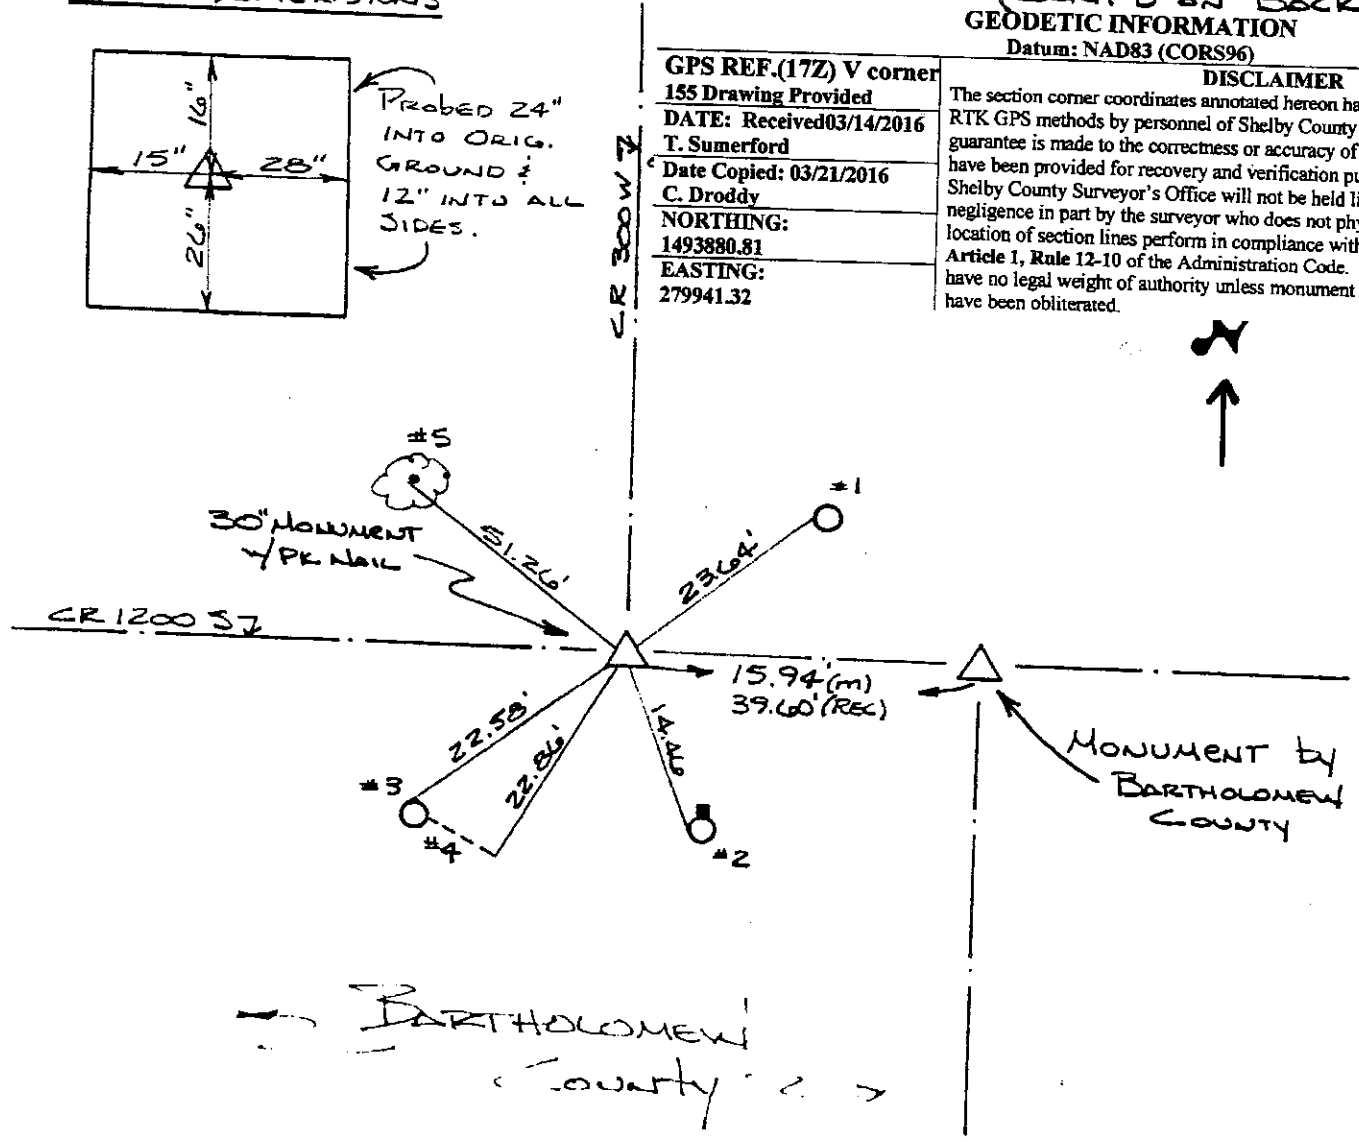 ON BACK
GEODETIC INFORMATION
Datum: NAD83 (CORS96)
GPS REF.(17Z) V corner
155 Drawing Provided
DATE: Received03/14/2016
T. Sumerford
Date Copied: 03/21/2016
C. Droddy
NORTHING:
1493880.81
EASTING:
279941.32
DISCLAIMER
The section corner coordinates annotated hereon ha
RTK GPS methods by personnel of Shelby County
guarantee is made to the correctness or accuracy of
have been provided for recovery and verification pu
Shelby County Surveyor's Office will not be held li
negligence in part by the surveyor who does not phy
location of section lines perform in compliance with
Article 1, Rule 12-10 of the Administration Code.
have no legal weight of authority unless monument
have been obliterated.
16"
15"
28"
26"
PROBED 24"
INTO ORIG.
GROUND &
12" INTO ALL
SIDES.
CR 300 W
N
#5
#1
30" MONUMENT
W/ PK NAIL
51.26'
23.64'
CR 1200 S
15.94' (m)
39.60' (REC)
22.58'
22.86'
14.46
#3
#4
#2
MONUMENT by
BARTHOLOMEW
COUNTY
BARTHOLOMEW
County